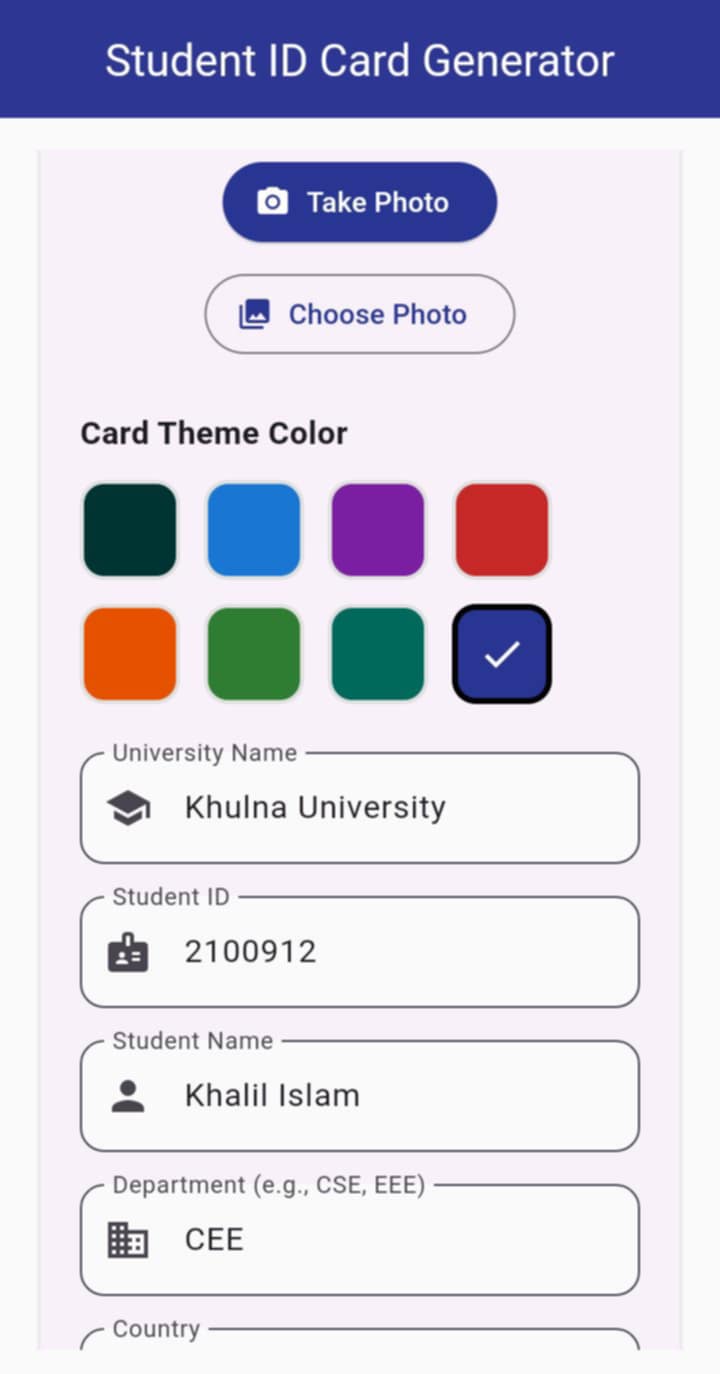 Student ID Card Generator
Take Photo
Choose Photo
Card Theme Color
University Name
Khulna University
Student ID
2100912
Student Name
Khalil Islam
Department (e.g., CSE, EEE)
CEE
Country